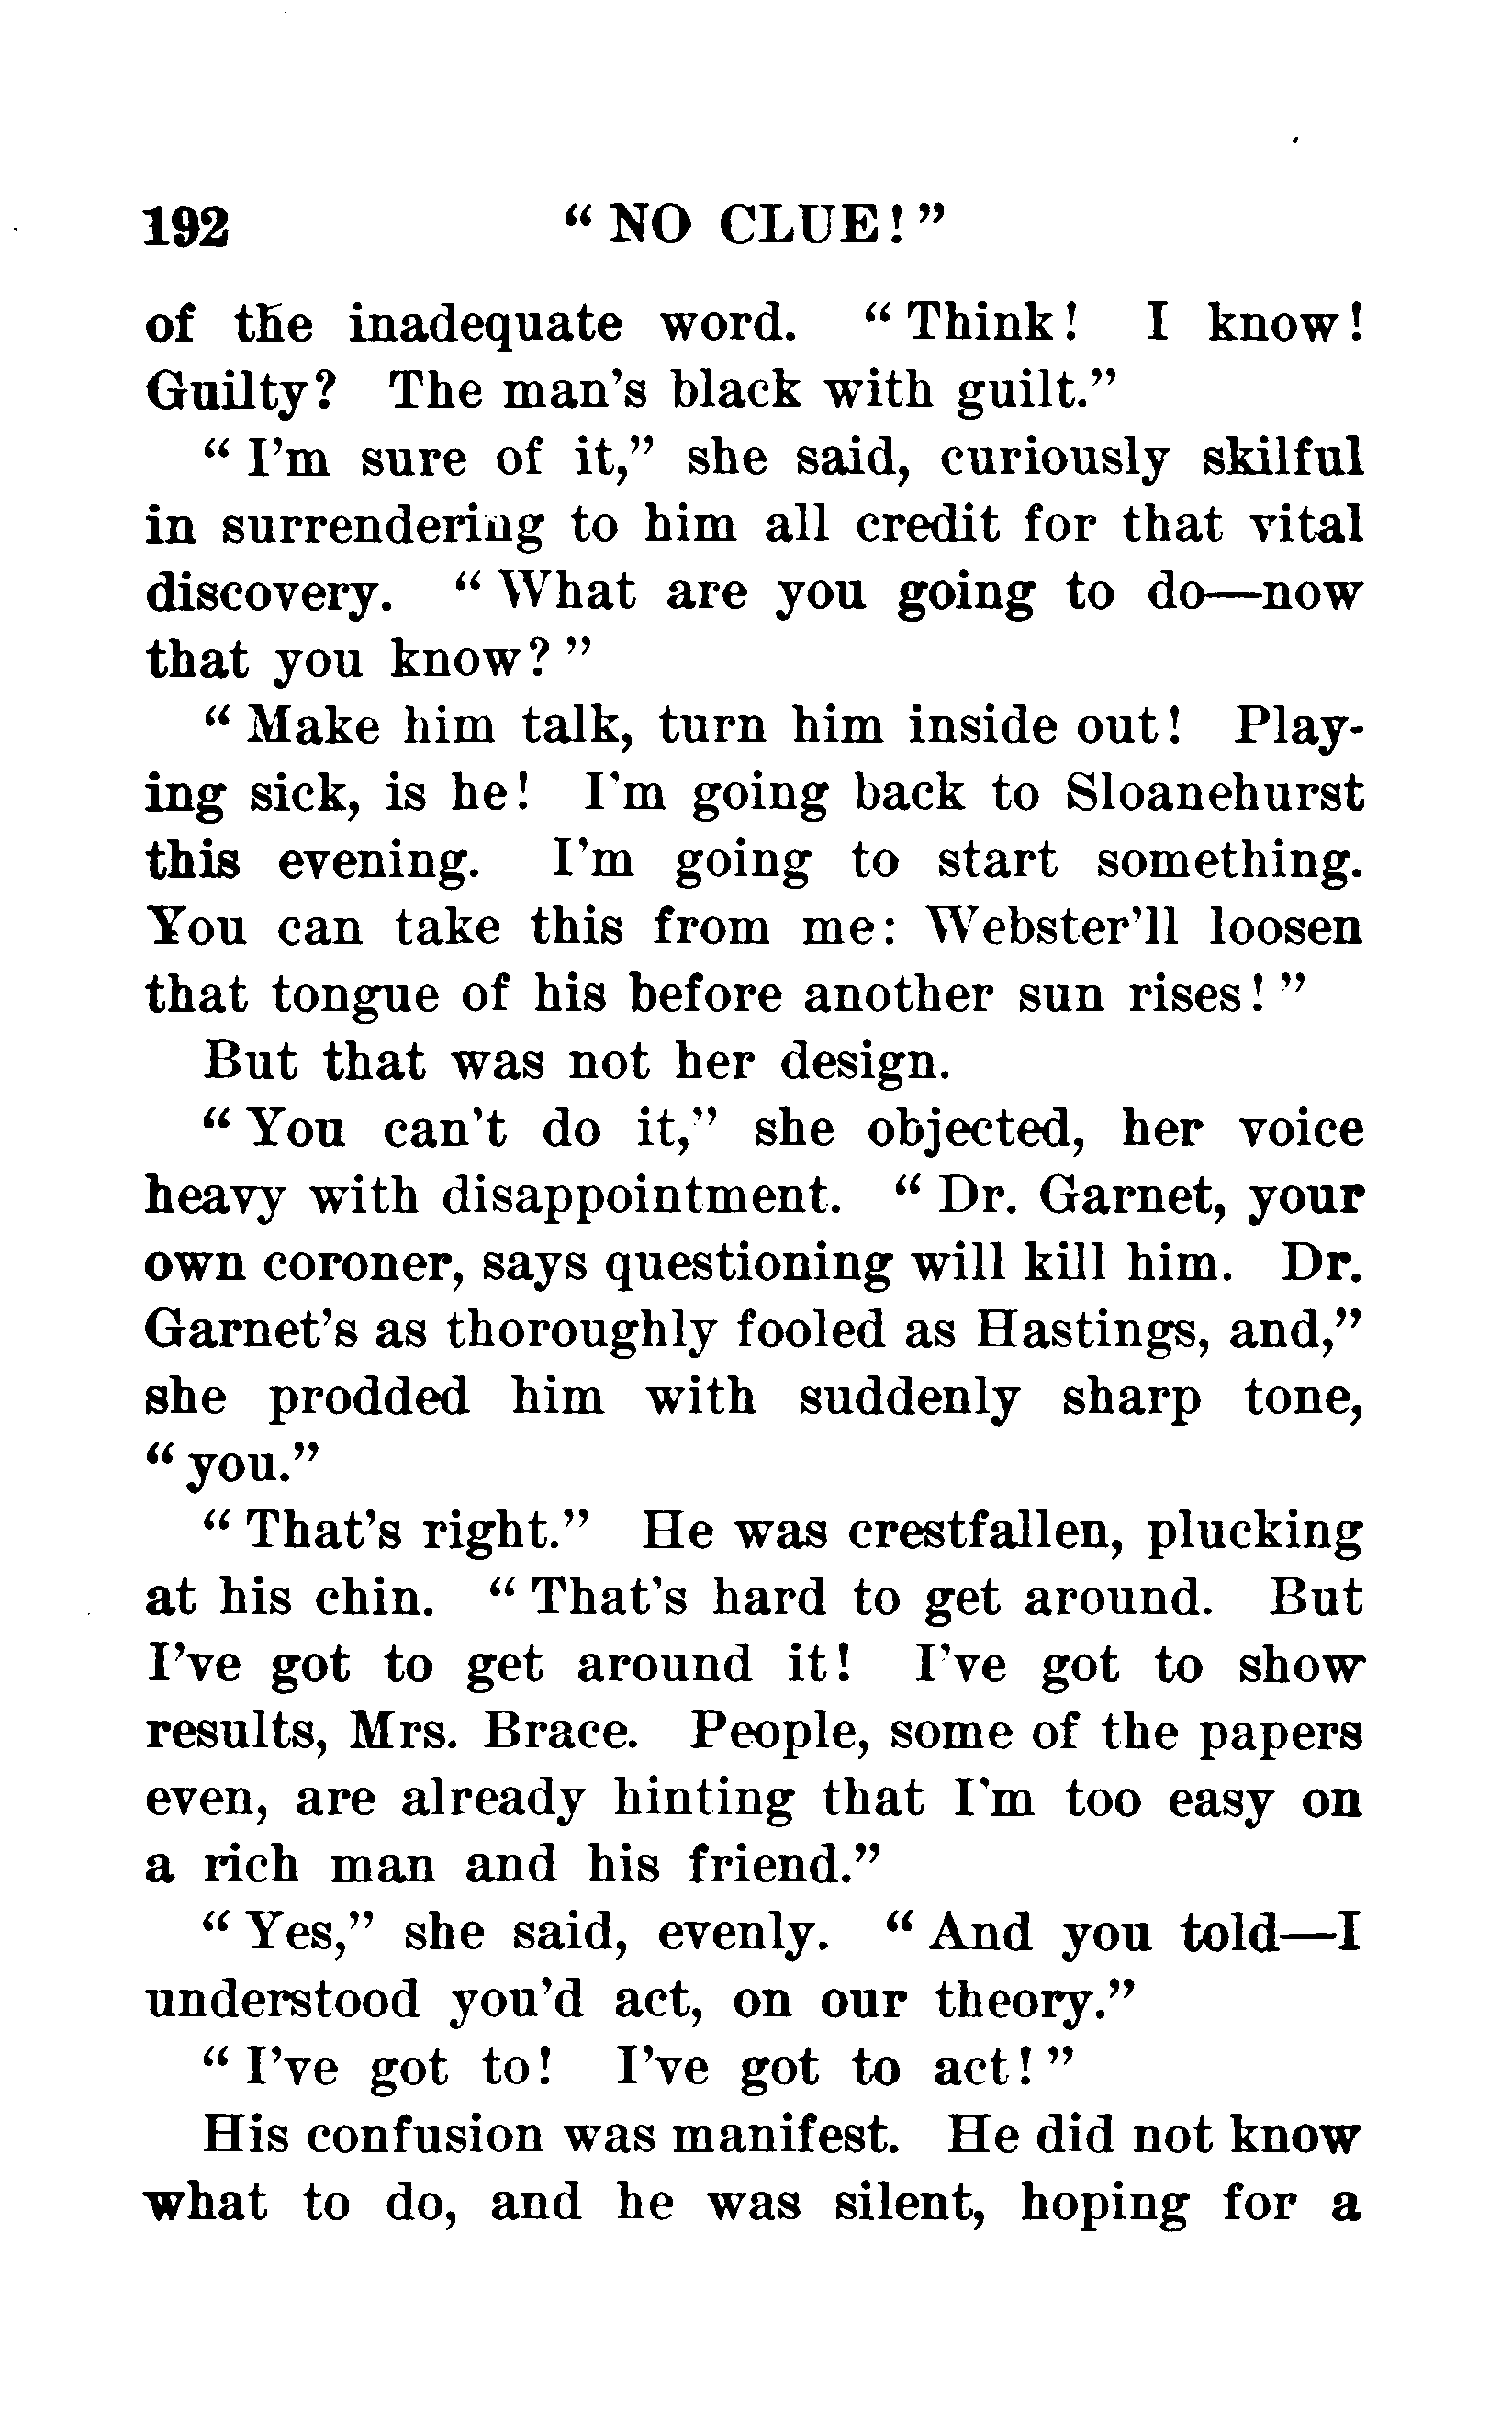 192 “ NO CLUE! ”
of the inadequate word. “ Think! I know!
Guilty? The man’s black with guilt.”
“ I’m sure of it,” she said, curiously skilful
in surrendering to him all credit for that vital
discovery. “ What are you going to do—now
that you know? ”
“ Make him talk, turn him inside out! Play-
ing sick, is he! I’m going back to Sloanehurst
this evening. I’m going to start something.
You can take this from me: Webster’ll loosen
that tongue of his before another sun rises! ”
But that was not her design.
“ You can’t do it,” she objected, her voice
heavy with disappointment. “ Dr. Garnet, your
own coroner, says questioning will kill him. Dr.
Garnet’s as thoroughly fooled as Hastings, and,”
she prodded him with suddenly sharp tone,
“ you.”
“ That’s right.” He was crestfallen, plucking
at his chin. “ That’s hard to get around. But
I’ve got to get around it! I’ve got to show
results, Mrs. Brace. People, some of the papers
even, are already hinting that I’m too easy on
a rich man and his friend.”
“ Yes,” she said, evenly. “ And you told—I
understood you’d act, on our theory.”
“ I’ve got to! I’ve got to act! ”
His confusion was manifest. He did not know
what to do, and he was silent, hoping for a